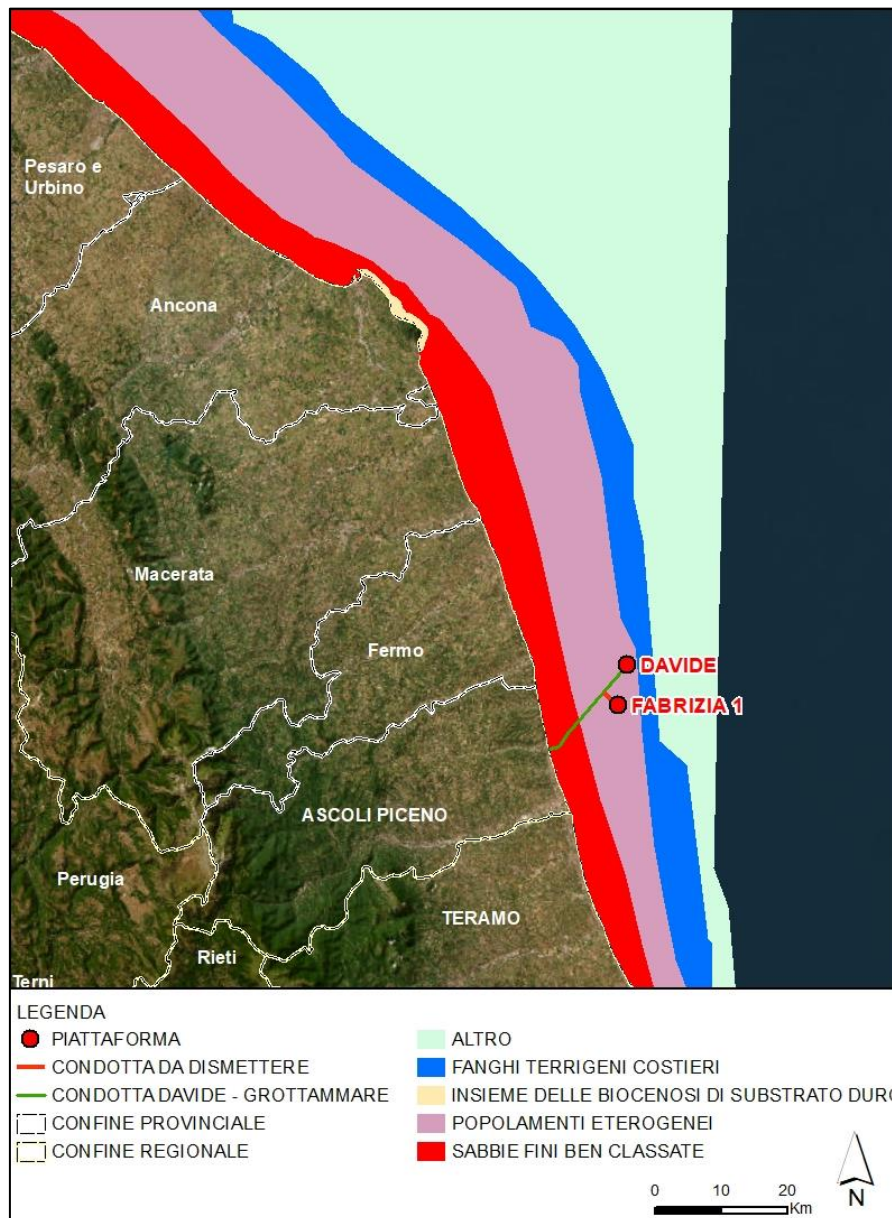 Pesaro e
Urbino
Ancona
Macerata
Fermo
DAVIDE
FABRIZIA 1
ASCOLI PICENO
Perugia
TERAMO
Rieti
Terni
LEGENDA
PIATTAFORMA
CONDOTTA DA DISMETTERE
CONDOTTA DAVIDE - GROTTAMMARE
CONFINE PROVINCIALE
CONFINE REGIONALE
ALTRO
FANGHI TERRIGENI COSTIERI
INSIEME DELLE BIOCENOSI DI SUBSTRATO DURO
POPOLAMENTI ETEROGENEI
SABBIE FINI BEN CLASSATE
0 10 20
Km
N